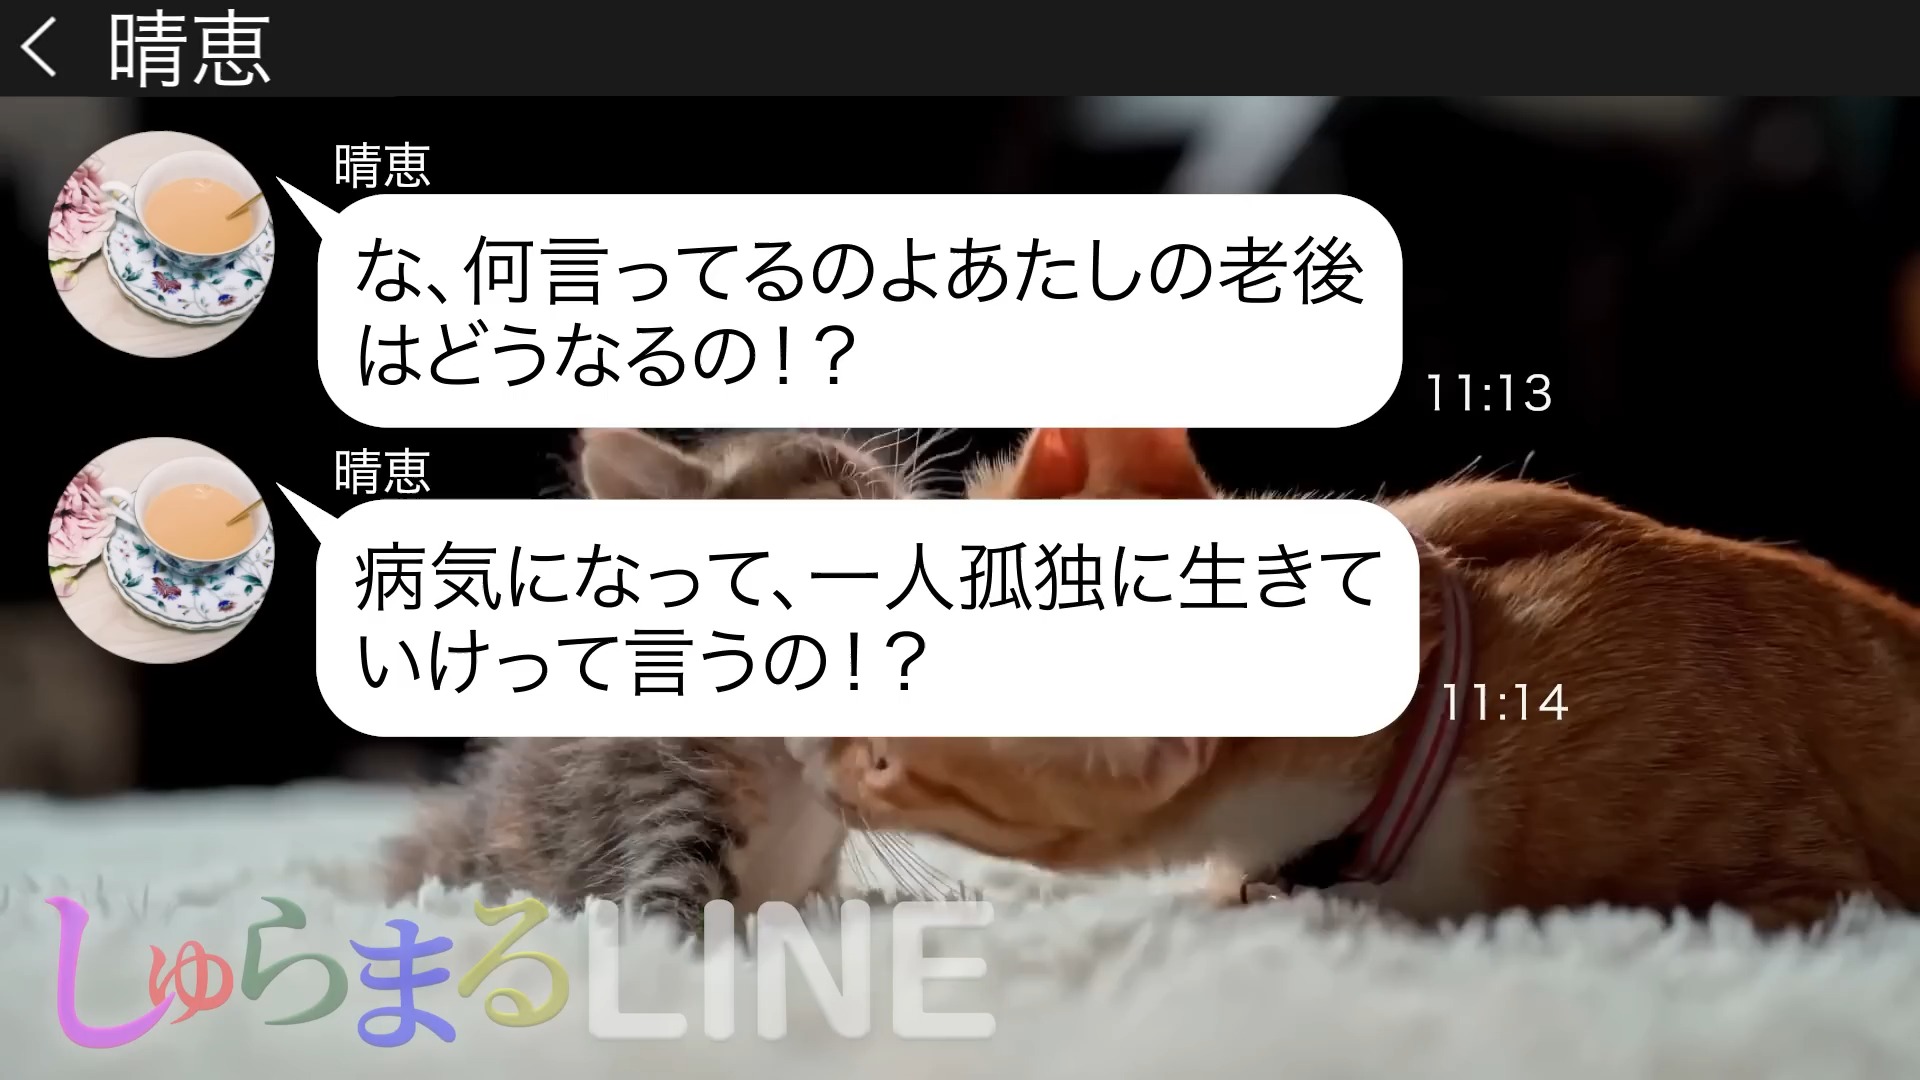 晴恵
晴恵
な、何言ってるのよあたしの老後
はどうなるの！？
11:13
晴恵
病気になって、一人孤独に生きて
いけって言うの！？
11:14
しゅらまるLINE